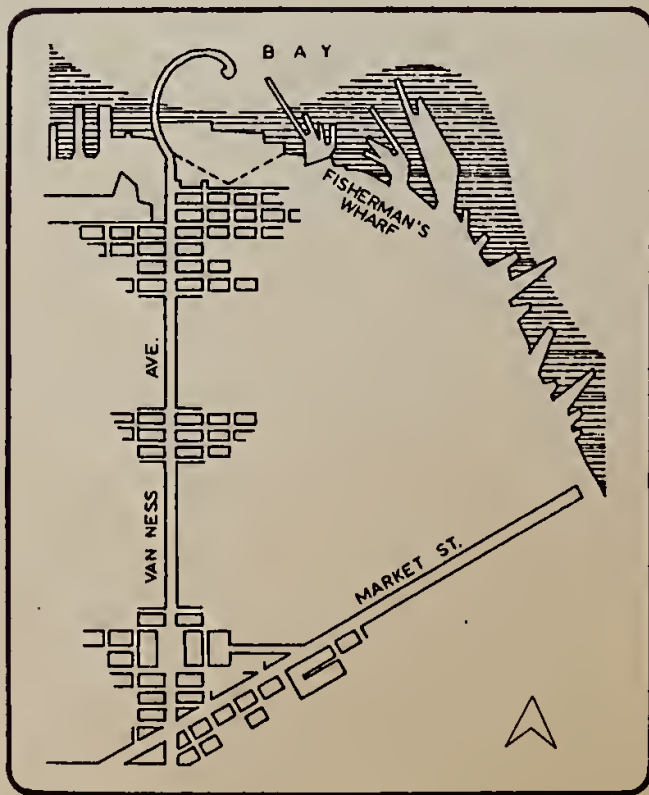 BAY
FISHERMAN'S
WHARF
AVE.
VAN NESS
MARKET ST.